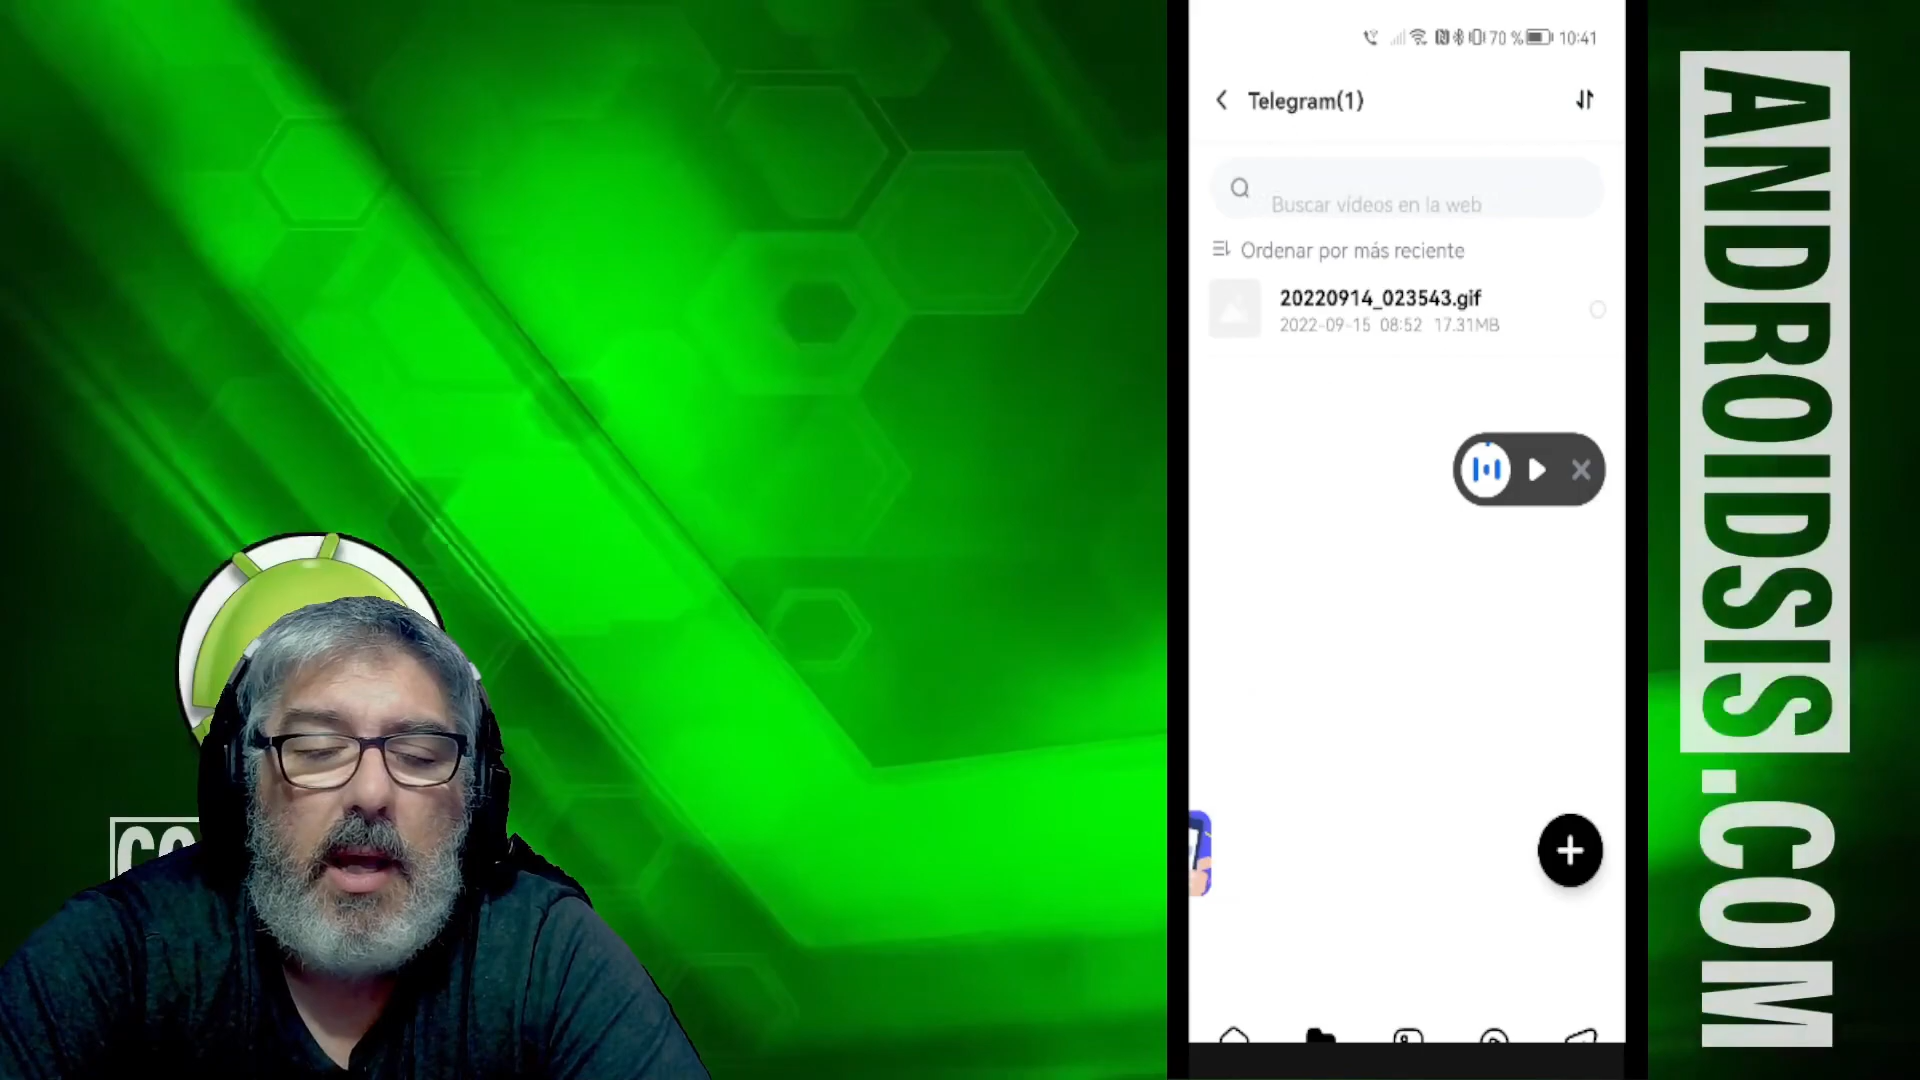 70 % 10:41
Telegram(1)
Buscar vídeos en la web
Ordenar por más reciente
20220914_023543.gif
2022-09-15 08:52 17.31MB
ANDROIDSIS.COM
CO